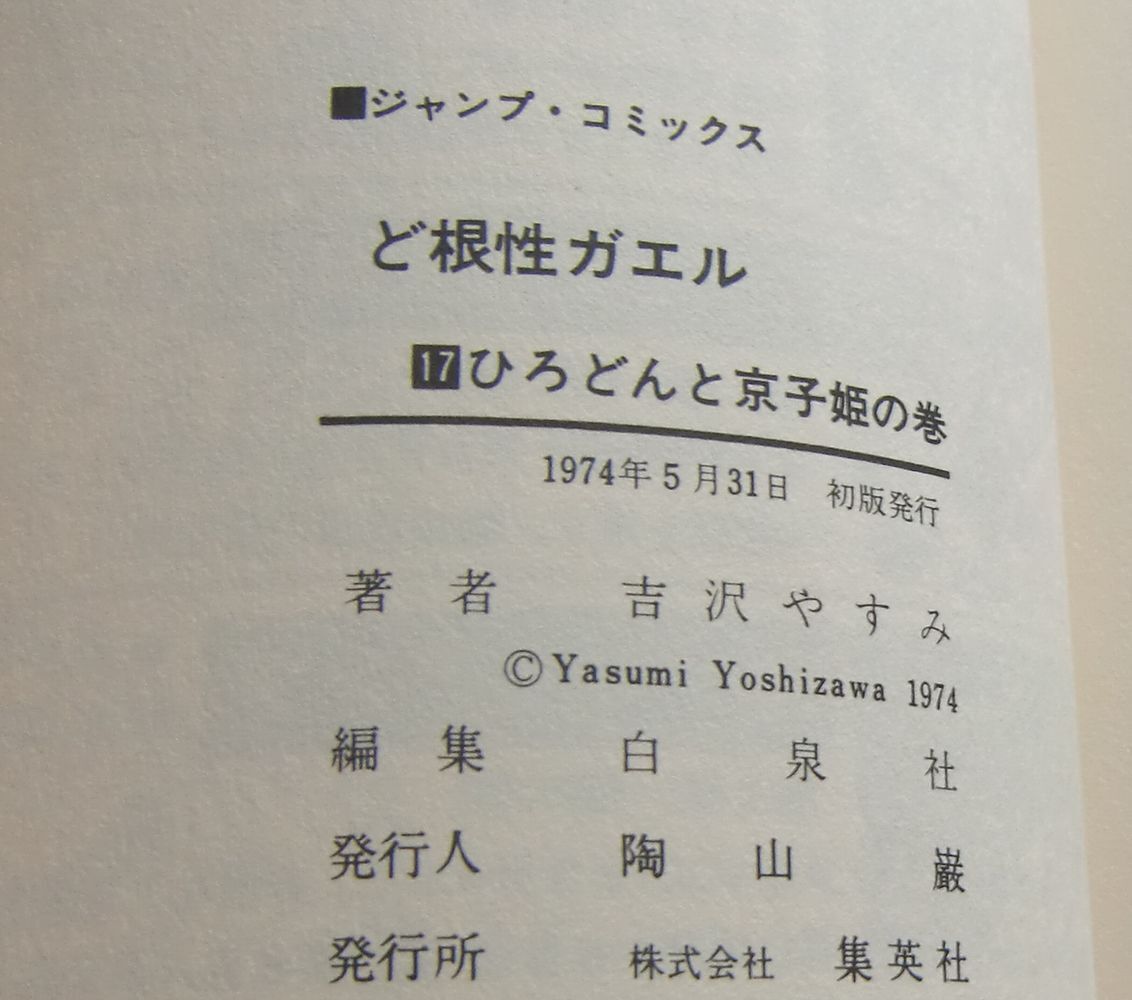 ■ジャンプ・コミックス
ど根性ガエル
17ひろどんと京子姫の巻
1974年5月31日 初版発行
著者 吉沢やすみ
©Yasumi Yoshizawa 1974
編集 白泉社
発行人 陶山巌
発行所 株式会社 集英社